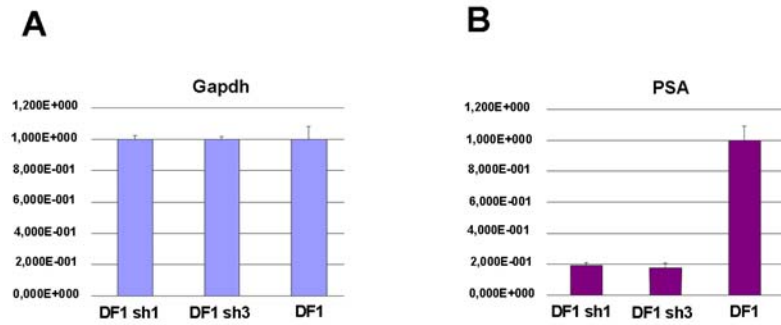 A
Gapdh
1,200E+000
1,000E+000
8,000E-001
6,000E-001
4,000E-001
2,000E-001
0,000E+000
DF1 sh1 DF1 sh3 DF1
B
PSA
1,200E+000
1,000E+000
8,000E-001
6,000E-001
4,000E-001
2,000E-001
0,000E+000
DF1 sh1 DF1 sh3 DF1